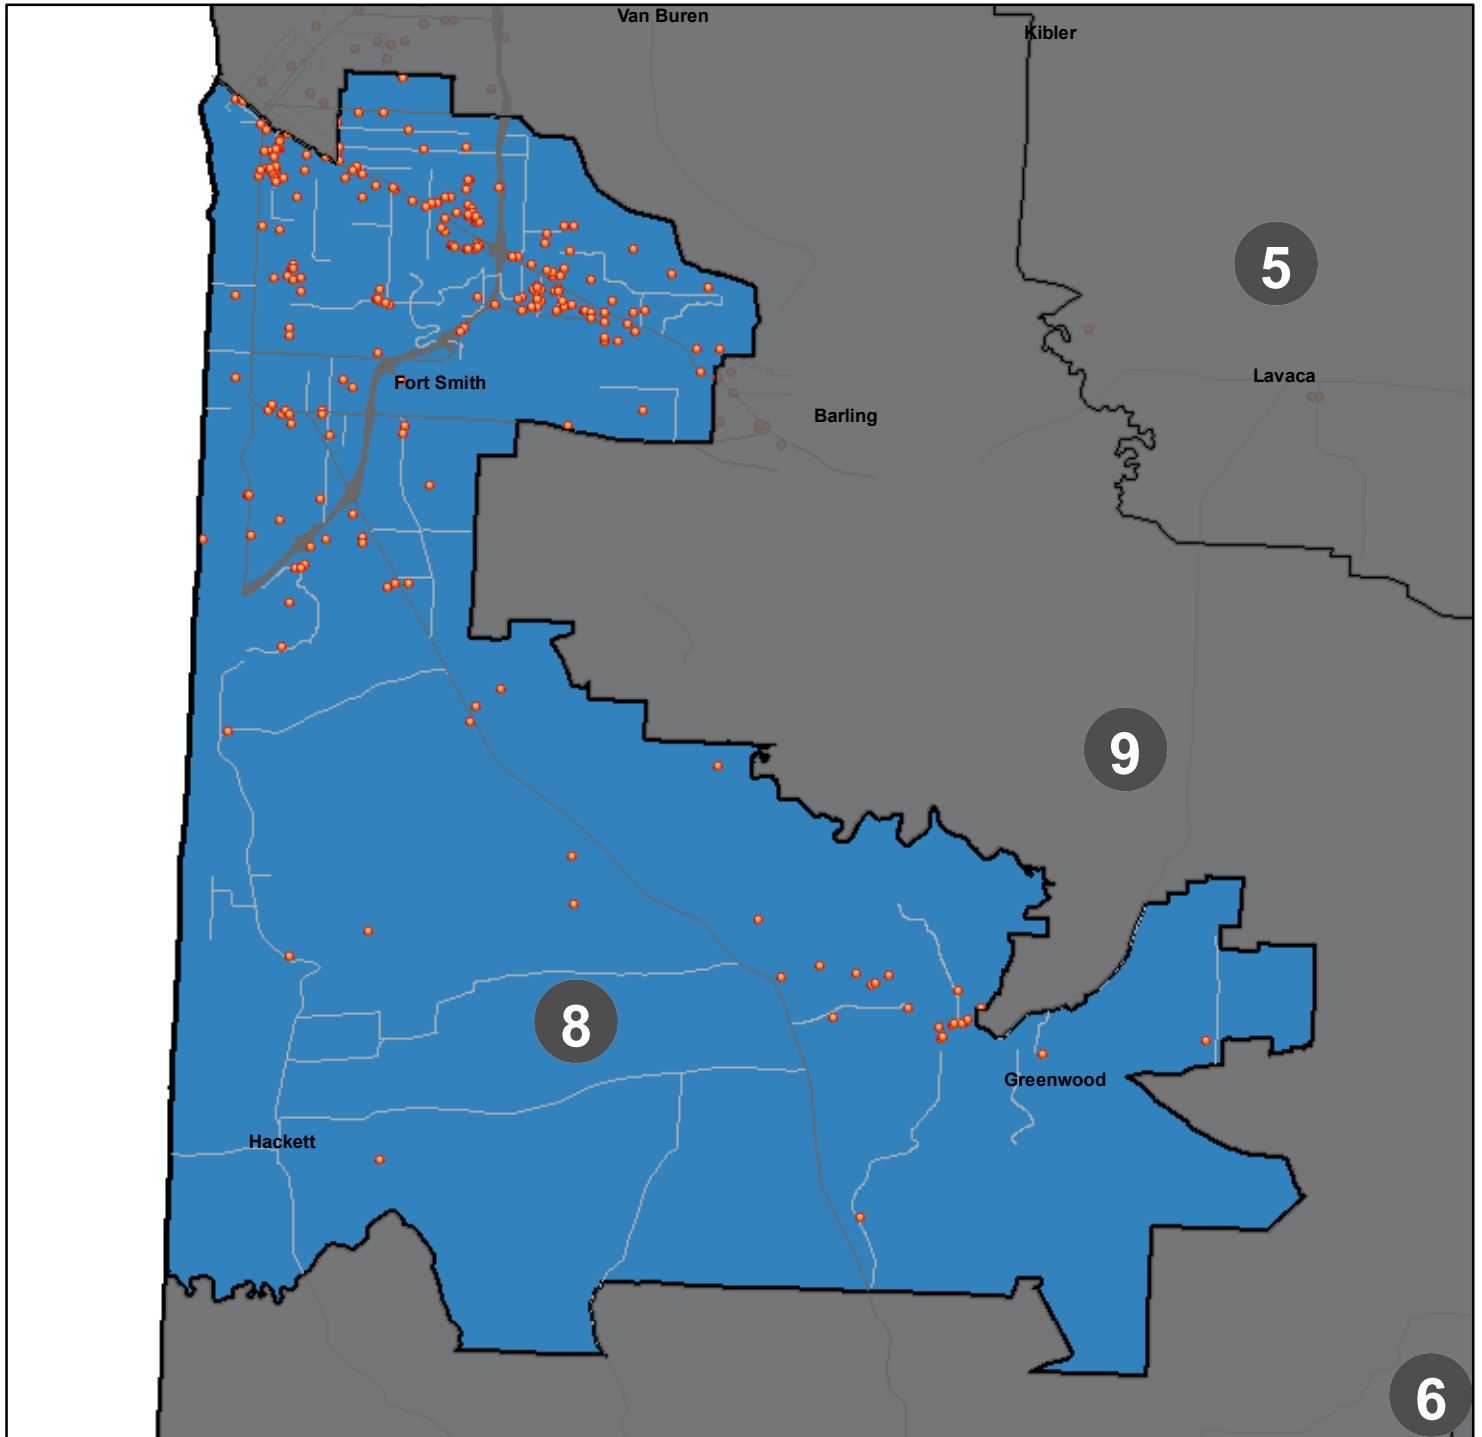 Van Buren
Kibler
5
Lavaca
Fort Smith
Barling
9
8
Greenwood
Hackett
6